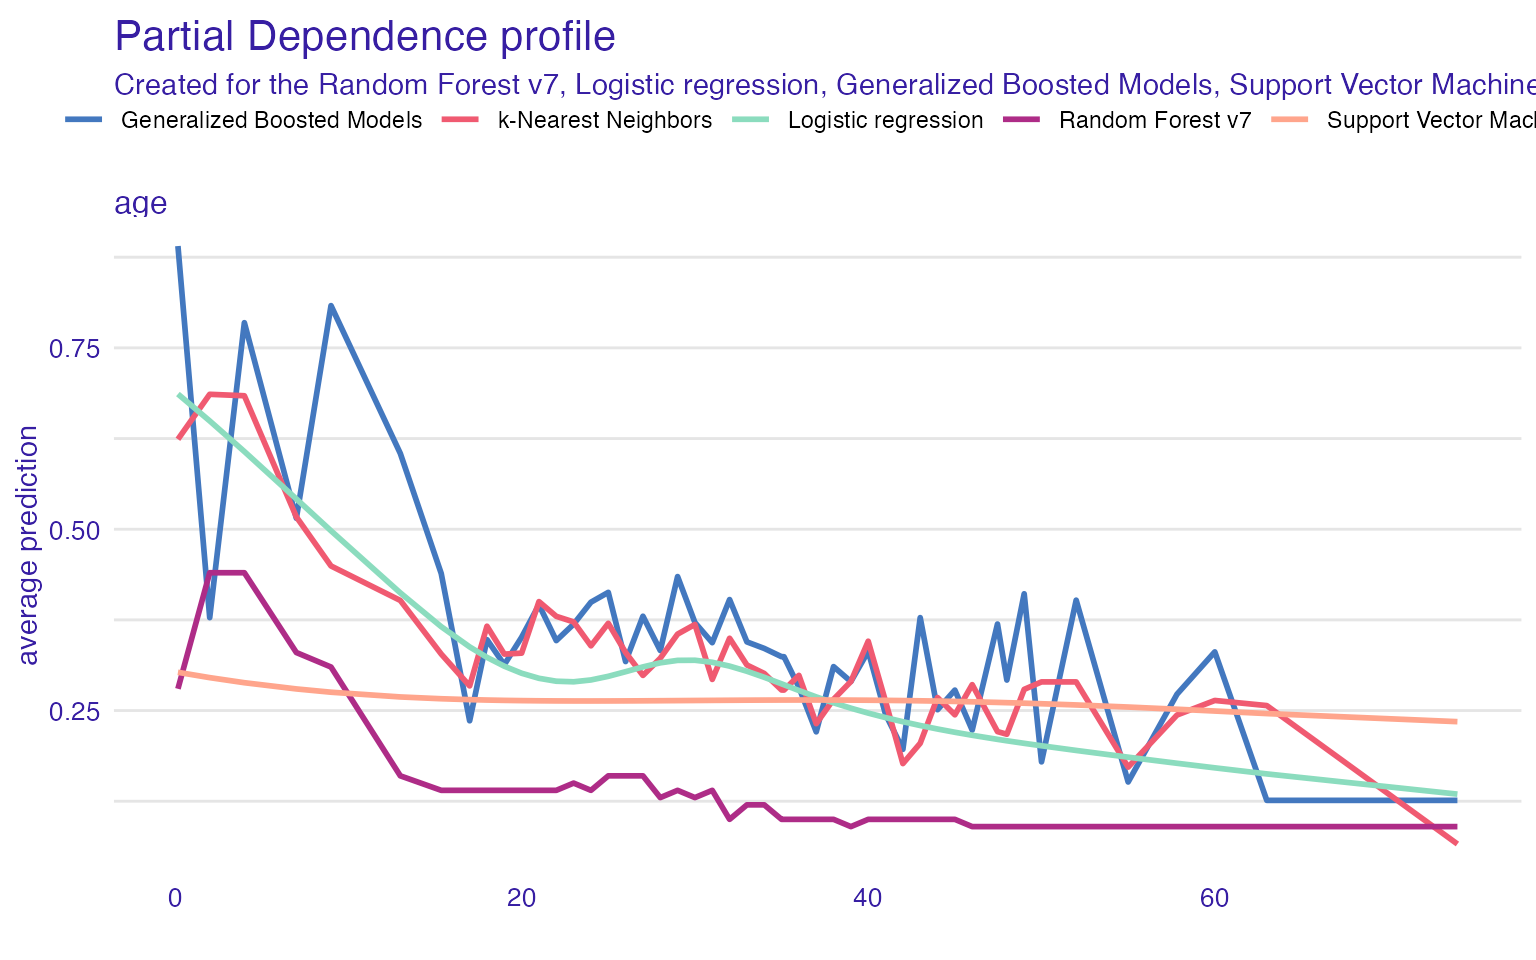 Partial Dependence profile
Created for the Random Forest v7, Logistic regression, Generalized Boosted Models, Support Vector Machine
Generalized Boosted Models k-Nearest Neighbors Logistic regression Random Forest v7 Support Vector
age
average prediction
0.75
0.50
0.25
0 20 40 60